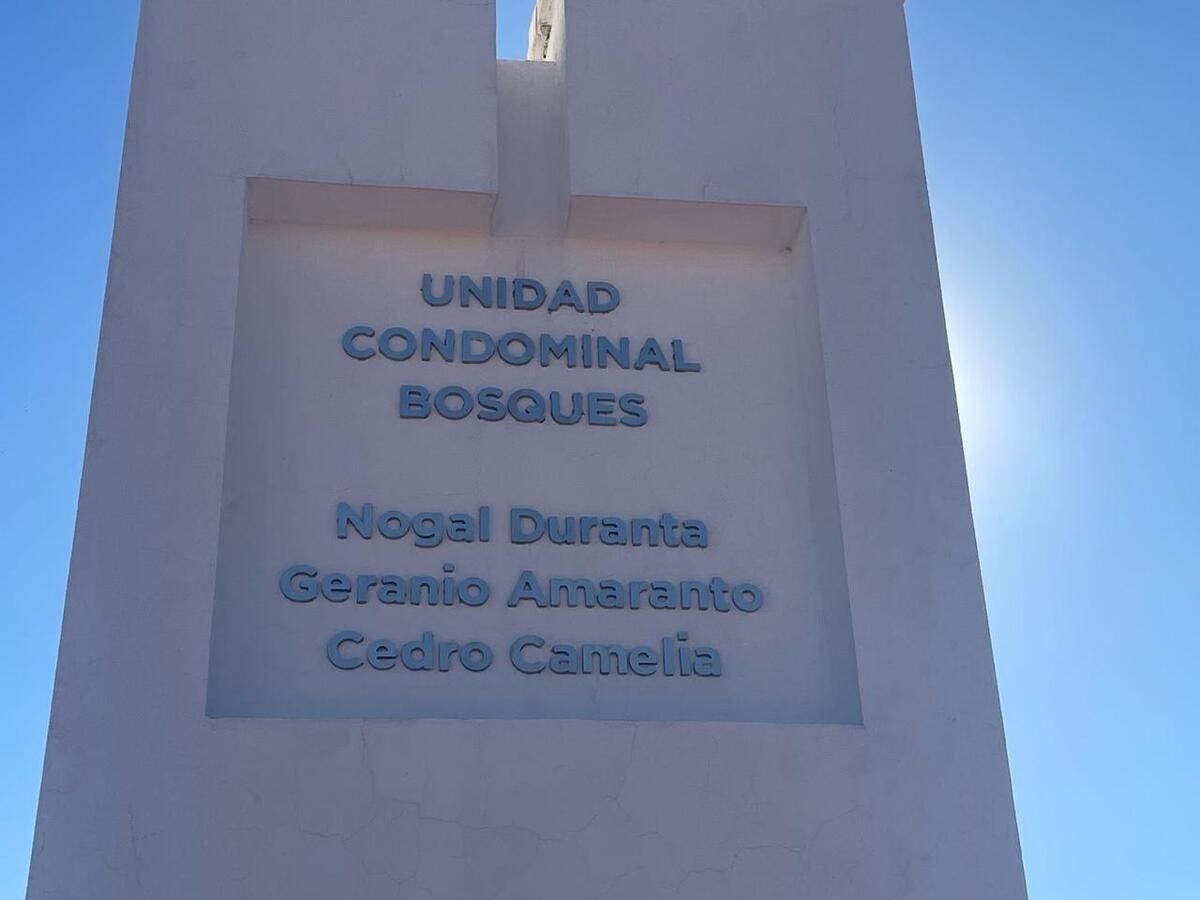 UNIDAD
CONDOMINAL
BOSQUES
Nogal Duranta
Geranio Amaranto
Cedro Camelia